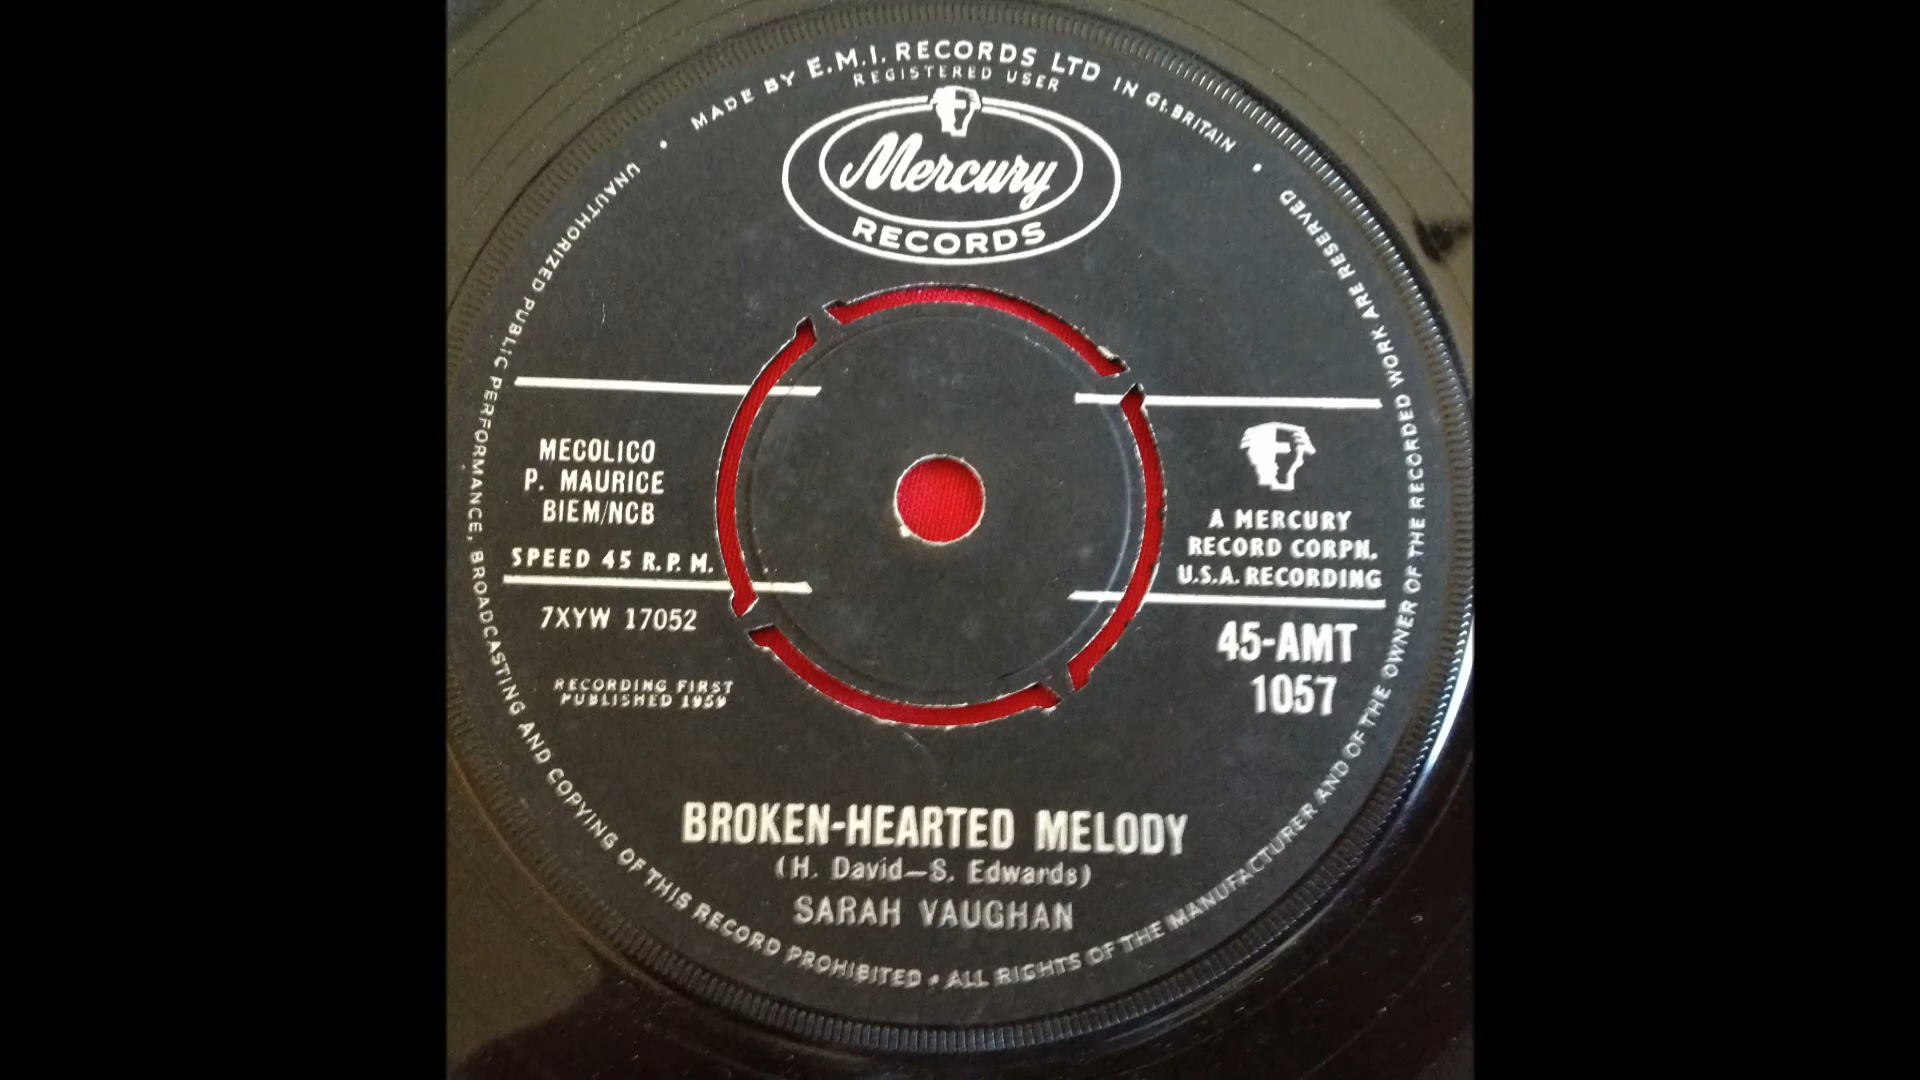 MADE BY E.M.I. RECORDS LTD IN Gt. BRITAIN
REGISTERED USER
Mercury
RECORDS
MECOLICO
P. MAURICE
BIEM/NCB
SPEED 45 R.P.M.
7XYW 17052
RECORDING FIRST
PUBLISHED 1959
A MERCURY
RECORD CORPN.
U.S.A. RECORDING
45-AMT
1057
BROKEN-HEARTED MELODY
(H. David—S. Edwards)
SARAH VAUGHAN
UNAUTHORIZED PUBLIC PERFORMANCE, BROADCASTING AND COPYING OF THIS RECORD PROHIBITED • ALL RIGHTS OF THE MANUFACTURER AND OF THE OWNER OF THE RECORDED WORK ARE RESERVED